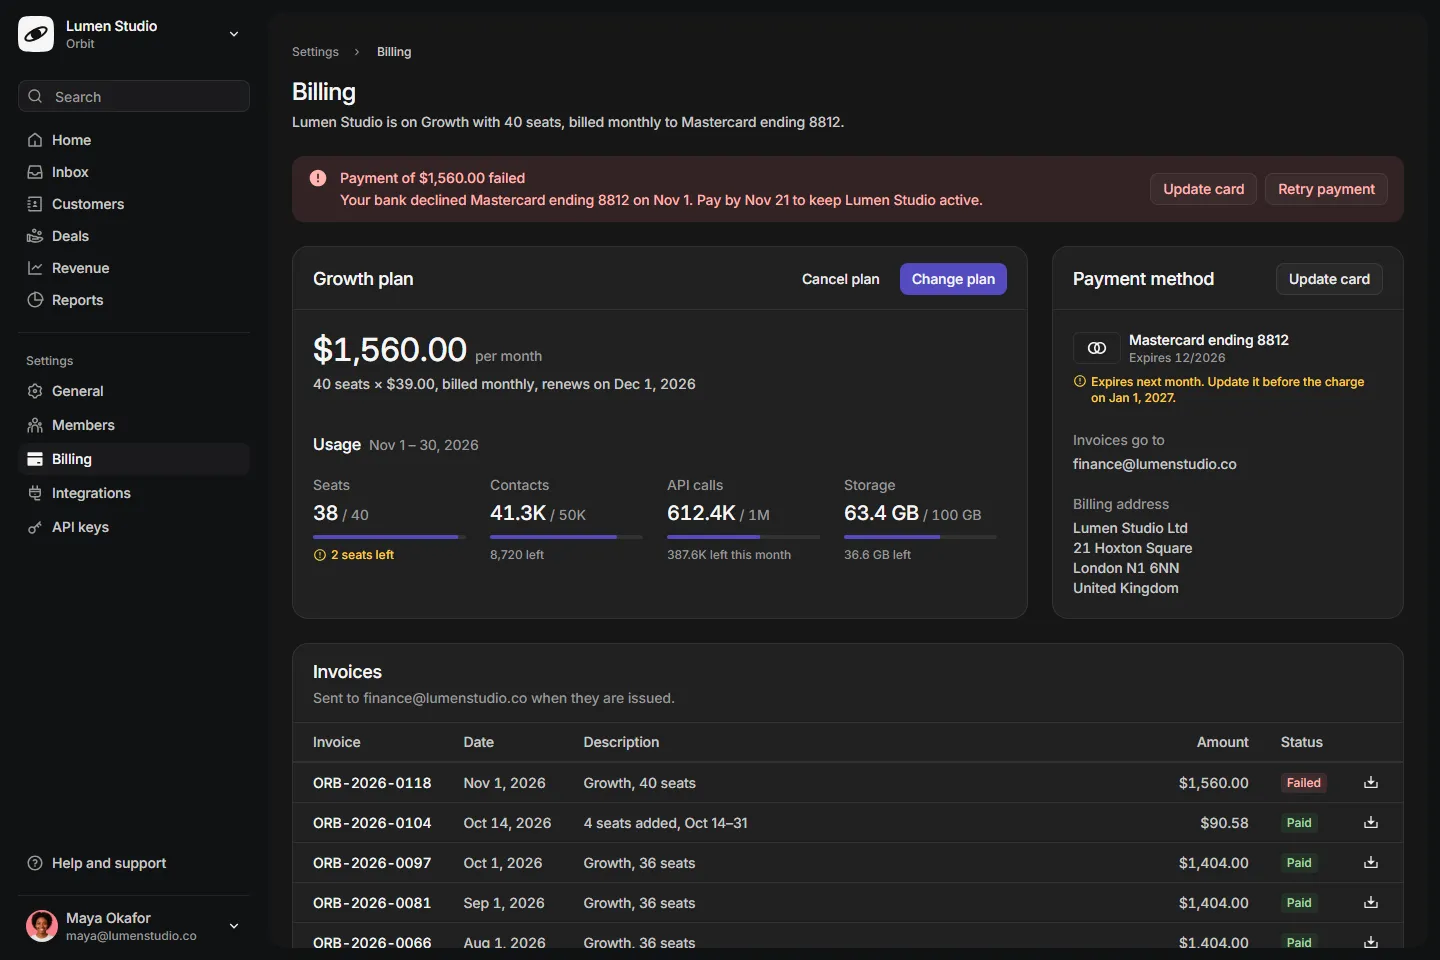 Lumen Studio
Orbit
Search
Home
Inbox
Customers
Deals
Revenue
Reports
Settings
General
Members
Billing
Integrations
API keys
Help and support
Maya Okafor
maya@lumenstudio.co
Settings > Billing
Billing
Lumen Studio is on Growth with 40 seats, billed monthly to Mastercard ending 8812.
Payment of $1,560.00 failed
Your bank declined Mastercard ending 8812 on Nov 1. Pay by Nov 21 to keep Lumen Studio active.
Update card
Retry payment
Growth plan
Cancel plan
Change plan
$1,560.00 per month
40 seats × $39.00, billed monthly, renews on Dec 1, 2026
Usage Nov 1 – 30, 2026
Seats
38 / 40
2 seats left
Contacts
41.3K / 50K
8,720 left
API calls
612.4K / 1M
387.6K left this month
Storage
63.4 GB / 100 GB
36.6 GB left
Payment method
Update card
Mastercard ending 8812
Expires 12/2026
Expires next month. Update it before the charge
on Jan 1, 2027.
Invoices go to
finance@lumenstudio.co
Billing address
Lumen Studio Ltd
21 Hoxton Square
London N1 6NN
United Kingdom
Invoices
Sent to finance@lumenstudio.co when they are issued.
Invoice Date Description Amount Status
ORB-2026-0118 Nov 1, 2026 Growth, 40 seats $1,560.00 Failed
ORB-2026-0104 Oct 14, 2026 4 seats added, Oct 14–31 $90.58 Paid
ORB-2026-0097 Oct 1, 2026 Growth, 36 seats $1,404.00 Paid
ORB-2026-0081 Sep 1, 2026 Growth, 36 seats $1,404.00 Paid
ORB-2026-0066 Aug 1, 2026 Growth, 36 seats $1,404.00 Paid